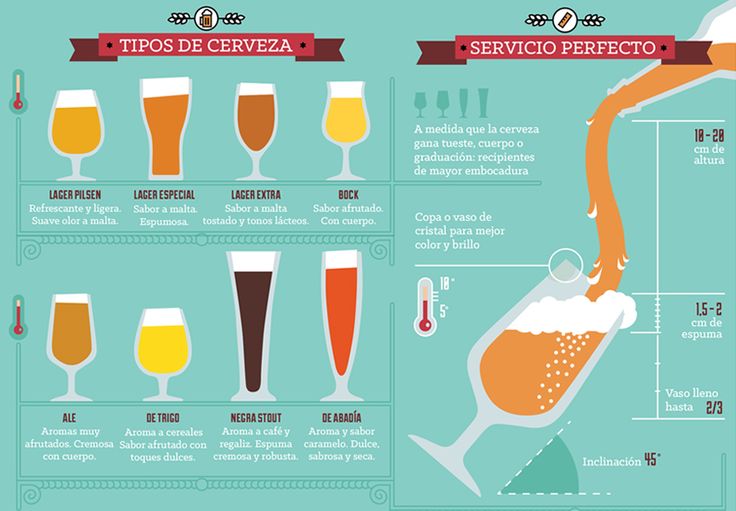 TIPOS DE CERVEZA
LAGER PILSEN
Refrescante y ligera.
Suave olor a malta.
LAGER ESPECIAL
Sabor a malta.
Espumosa.
LAGER EXTRA
Sabor a malta
tostado y tonos lácteos.
BOCK
Sabor afrutado.
Con cuerpo.
ALE
Aromas muy
afrutados. Cremosa
con cuerpo.
DE TRIGO
Aroma a cereales
Sabor afrutado con
toques dulces.
NEGRA STOUT
Aroma a café y
regaliz. Espuma
cremosa y robusta.
DE ABADÍA
Aroma y sabor
caramelo. Dulce,
sabrosa y seca.
SERVICIO PERFECTO
A medida que la cerveza
gana tueste, cuerpo o
graduación: recipientes
de mayor embocadura
Copa o vaso de
cristal para mejor
color y brillo
10°
5°
10-20
cm de
altura
1,5-2
cm de
espuma
Vaso lleno
hasta 2/3
Inclinación 45°